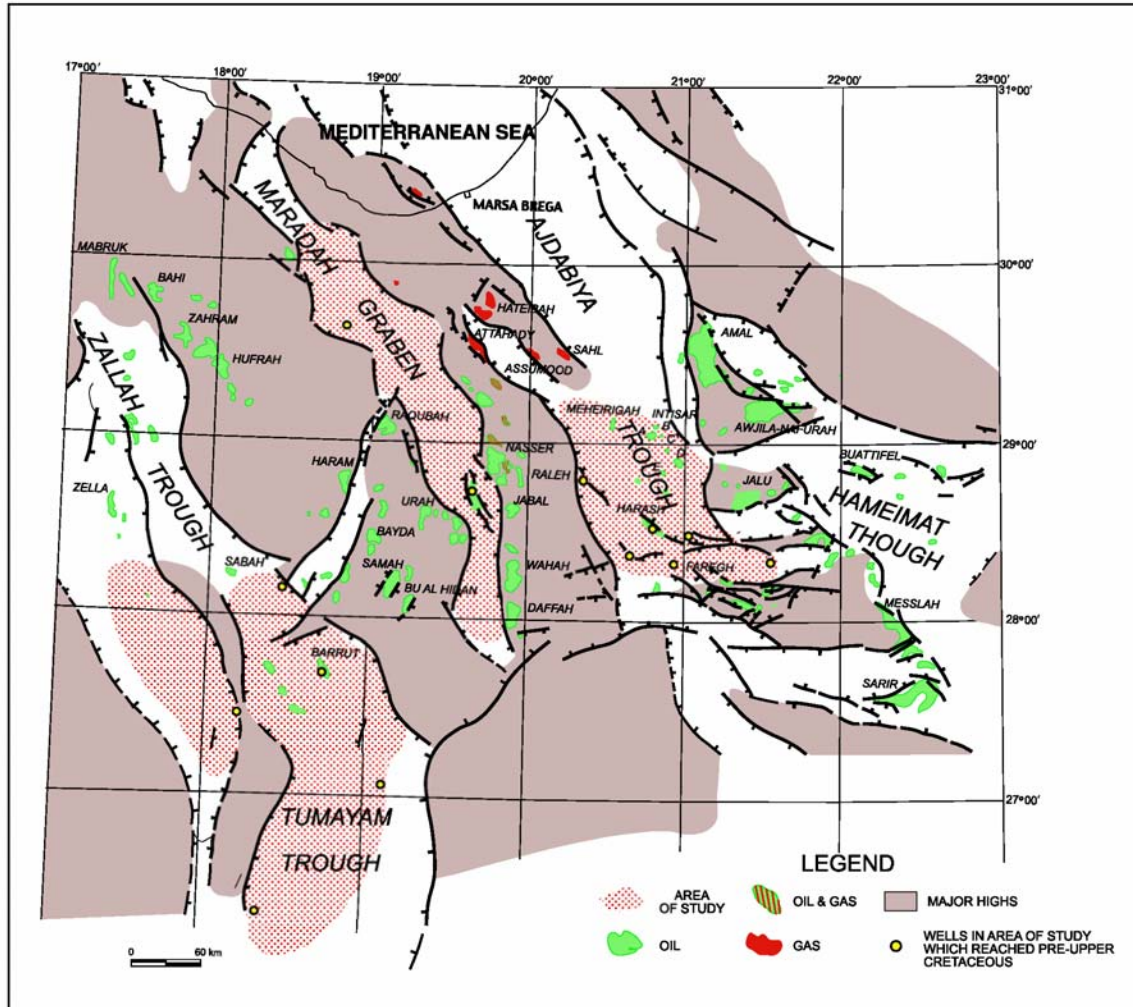 17°00′
18°00′
19°00′
20°00′
21°00′
22°00′
23°00′
31°00′
MEDITERRANEAN SEA
MARSA BREGA
MARADAH
GRABEN
AJDABIYA
TROUGH
MABRUK
BAHI
ZAHRAM
HUFRAH
30°00′
HATEIBAH
ATTAHADY
SAHL
ASSUMOOD
AMAL
ZALLAH
TROUGH
RAQUBAH
MEHEIRIGAH
INTISAR
B
C
D
AWJILA-NAFURAH
29°00′
NASSER
RALEH
BUATTIFEL
HARAM
JALU
HAMEIMAT
THOUGH
ZELLA
URAH
JABAL
HARASH
BAYDA
SABAH
SAMAH
BU AL HIDAN
WAHAH
FAREGH
DAFFAH
MESSLAH
28°00′
BARRUT
SARIR
27°00′
TUMAYAM
TROUGH
LEGEND
AREA
OF STUDY
OIL & GAS
MAJOR HIGHS
OIL
GAS
WELLS IN AREA OF STUDY
WHICH REACHED PRE-UPPER
CRETACEOUS
0 60 km